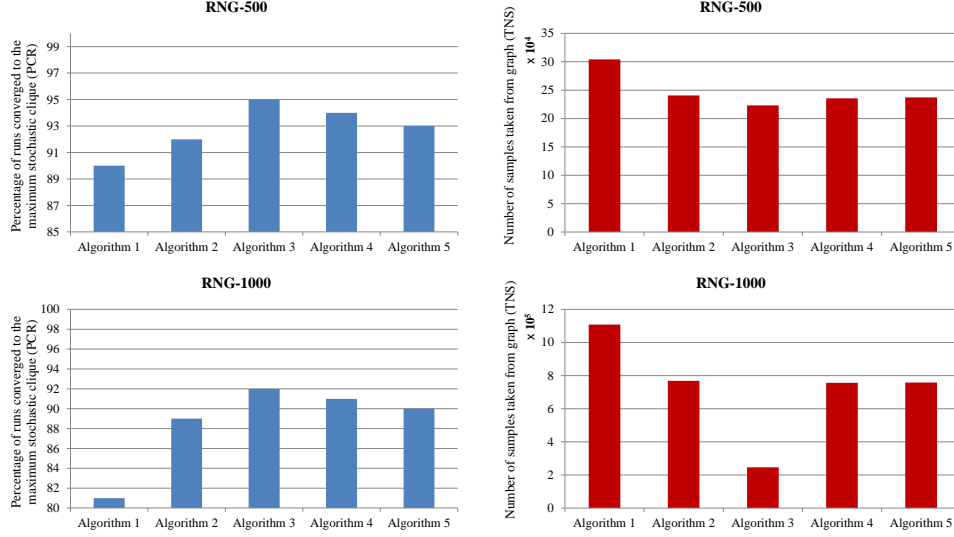 RNG-500
Percentage of runs converged to the
maximum stochastic clique (PCR)
99
97
95
93
91
89
87
85
Algorithm 1 Algorithm 2 Algorithm 3 Algorithm 4 Algorithm 5
RNG-500
Number of samples taken from graph (TNS)
x 10⁴
35
30
25
20
15
10
5
0
Algorithm 1 Algorithm 2 Algorithm 3 Algorithm 4 Algorithm 5
RNG-1000
Percentage of runs converged to the
maximum stochastic clique (PCR)
100
98
96
94
92
90
88
86
84
82
80
Algorithm 1 Algorithm 2 Algorithm 3 Algorithm 4 Algorithm 5
RNG-1000
Number of samples taken from graph (TNS)
x 10⁵
12
10
8
6
4
2
0
Algorithm 1 Algorithm 2 Algorithm 3 Algorithm 4 Algorithm 5